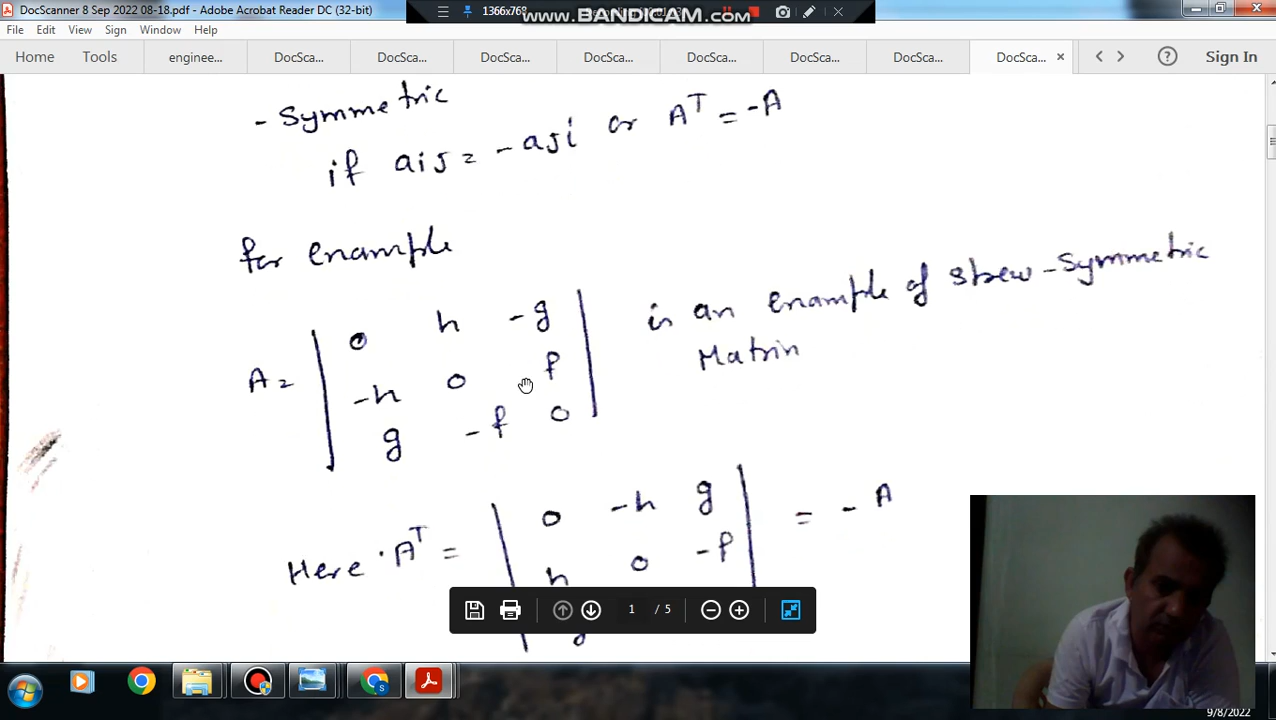 DocScanner 8 Sep 2022 08-18.pdf - Adobe Acrobat Reader DC (32-bit)
1366x768
www.BANDICAM.com
File Edit View Sign Window Help
Home Tools enginee... DocSca... DocSca... DocSca... DocSca... DocSca... DocSca... DocSca... DocSca... Sign In
- Symmetric
if aij = - aji or A^T = -A
for example
A = | 0 h -g |
| -h 0 f |
| g -f 0 |
is an example of skew-symmetric
Matrix
Here · A^T = | 0 -h g | = - A
h 0 -f
1 / 5
9/8/2022